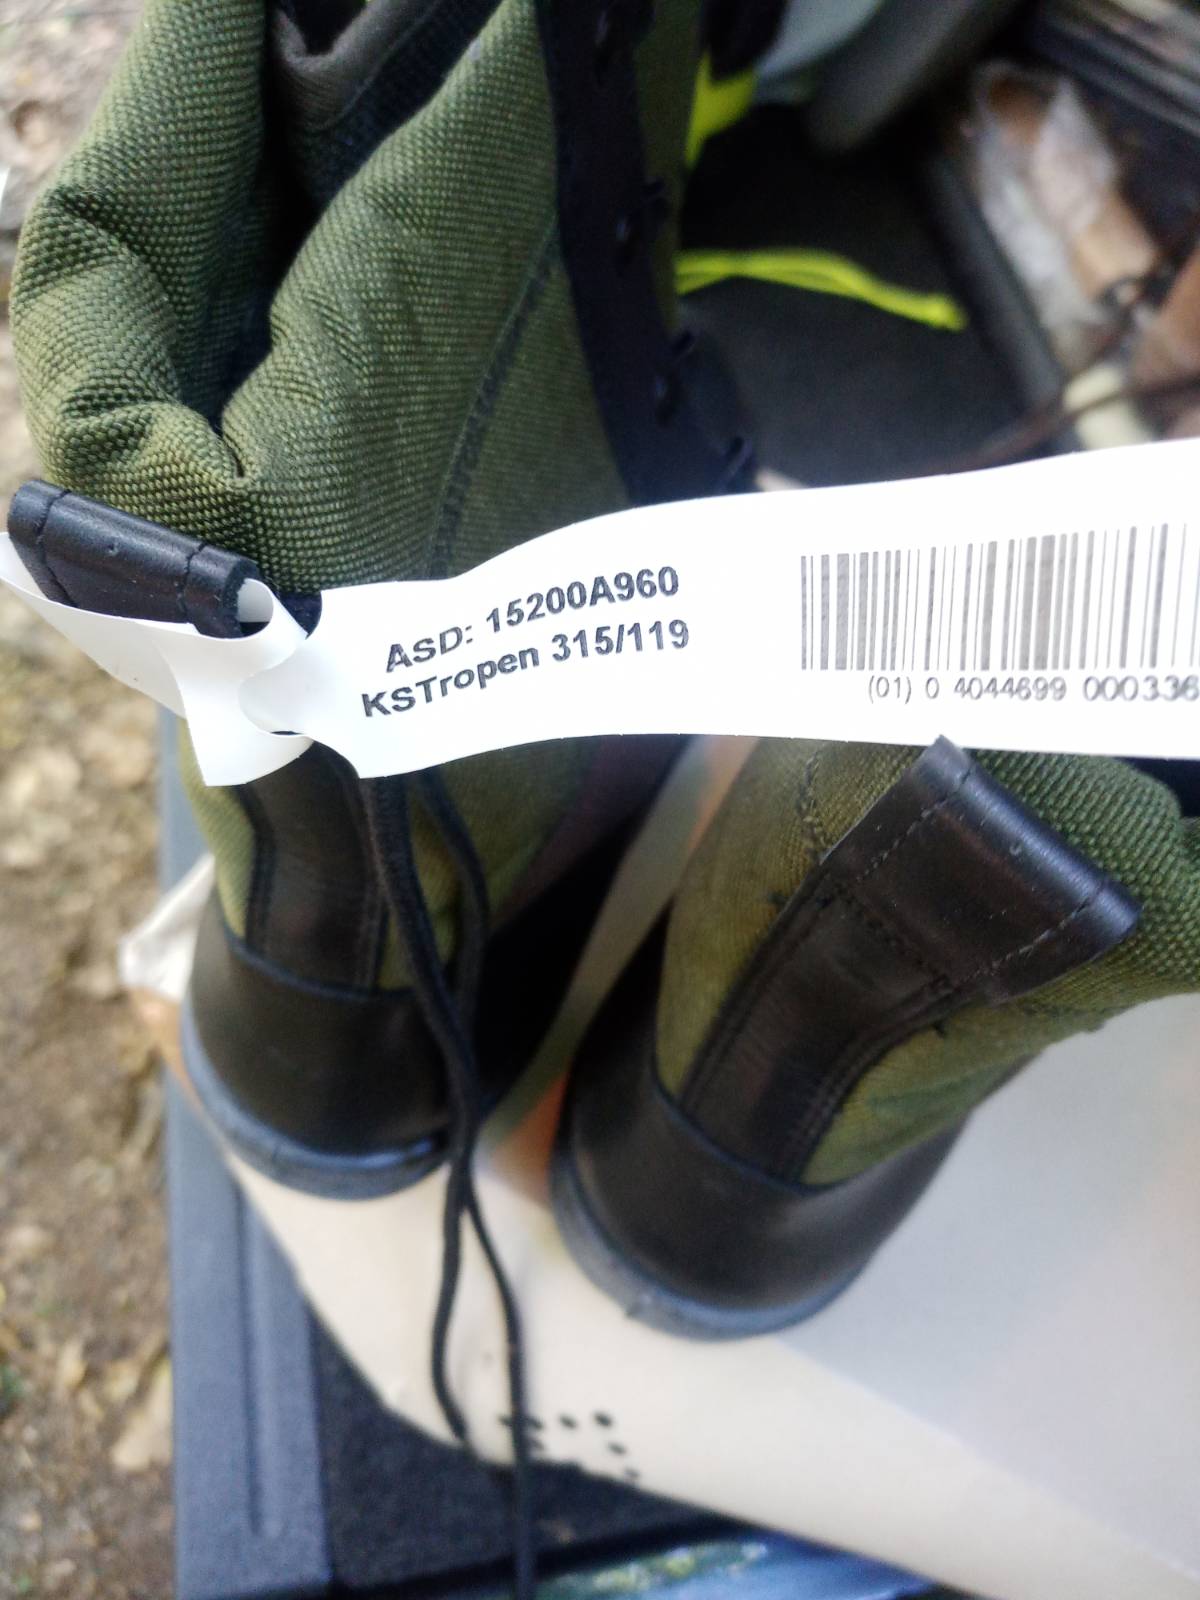 ASD: 15200A960
KSTropen 315/119
(01) 0 4044699 000336